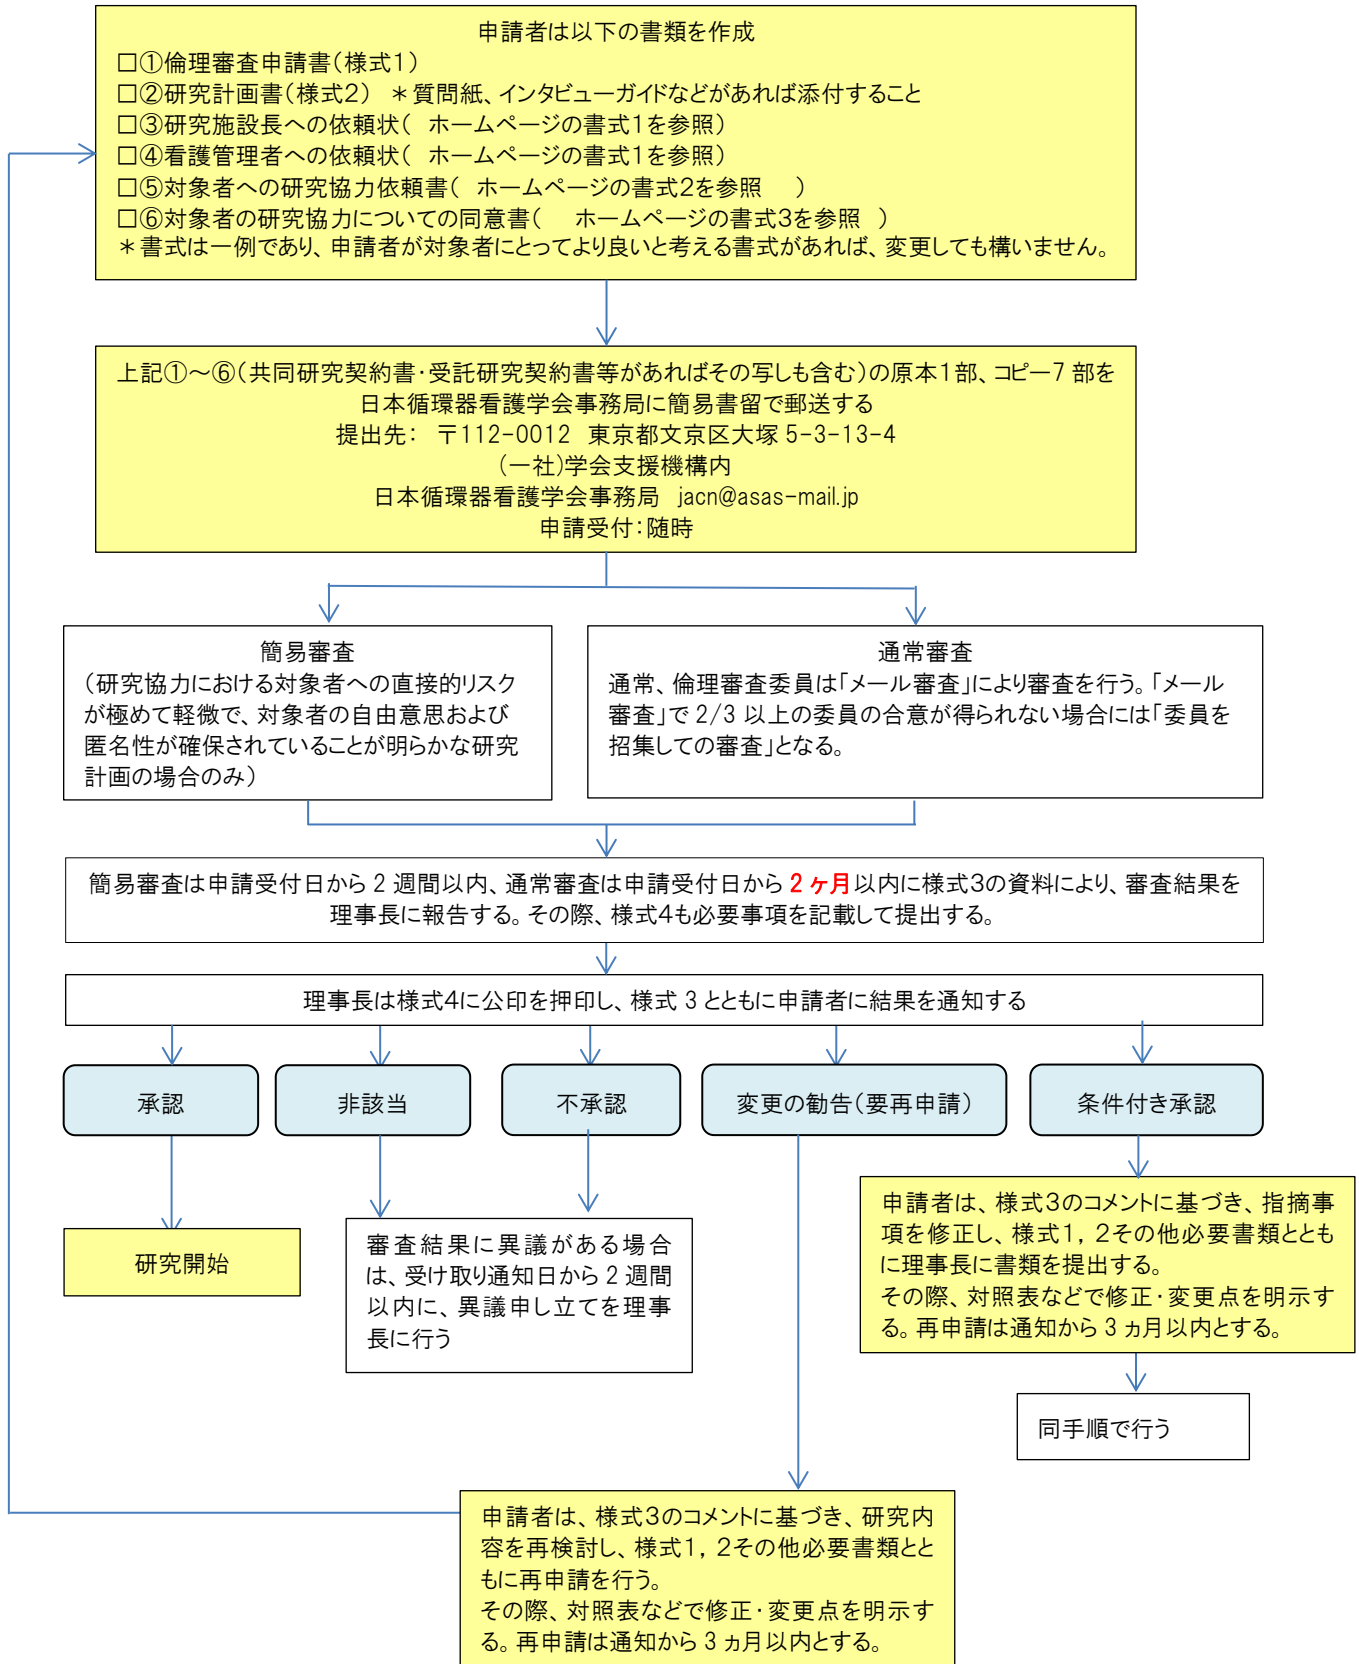 申請者は以下の書類を作成
□①倫理審査申請書(様式1)
□②研究計画書(様式2) *質問紙、インタビューガイドなどがあれば添付すること
□③研究施設長への依頼状( ホームページの書式1を参照)
□④看護管理者への依頼状( ホームページの書式1を参照)
□⑤対象者への研究協力依頼書( ホームページの書式2を参照 )
□⑥対象者の研究協力についての同意書( ホームページの書式3を参照 )
*書式は一例であり、申請者が対象者にとってより良いと考える書式があれば、変更しても構いません。
上記①～⑥(共同研究契約書・受託研究契約書等があればその写しも含む)の原本1部、コピー7 部を
日本循環器看護学会事務局に簡易書留で郵送する
提出先: 〒112-0012 東京都文京区大塚 5-3-13-4
(一社)学会支援機構内
日本循環器看護学会事務局 jacn@asas-mail.jp
申請受付:随時
簡易審査
(研究協力における対象者への直接的リスク
が極めて軽微で、対象者の自由意思および
匿名性が確保されていることが明らかな研究
計画の場合のみ)
通常審査
通常、倫理審査委員は「メール審査」により審査を行う。「メール
審査」で 2/3 以上の委員の合意が得られない場合には「委員を
招集しての審査」となる。
簡易審査は申請受付日から 2 週間以内、通常審査は申請受付日から 2 ヶ月以内に様式3の資料により、審査結果を
理事長に報告する。その際、様式4も必要事項を記載して提出する。
理事長は様式4に公印を押印し、様式 3 とともに申請者に結果を通知する
承認
非該当
不承認
変更の勧告(要再申請)
条件付き承認
研究開始
審査結果に異議がある場合
は、受け取り通知日から 2 週間
以内に、異議申し立てを理事
長に行う
申請者は、様式3のコメントに基づき、指摘事
項を修正し、様式1，2その他必要書類ととも
に理事長に書類を提出する。
その際、対照表などで修正・変更点を明示す
る。再申請は通知から 3 ヵ月以内とする。
同手順で行う
申請者は、様式3のコメントに基づき、研究内
容を再検討し、様式1，2その他必要書類とと
もに再申請を行う。
その際、対照表などで修正・変更点を明示す
る。再申請は通知から 3 ヵ月以内とする。